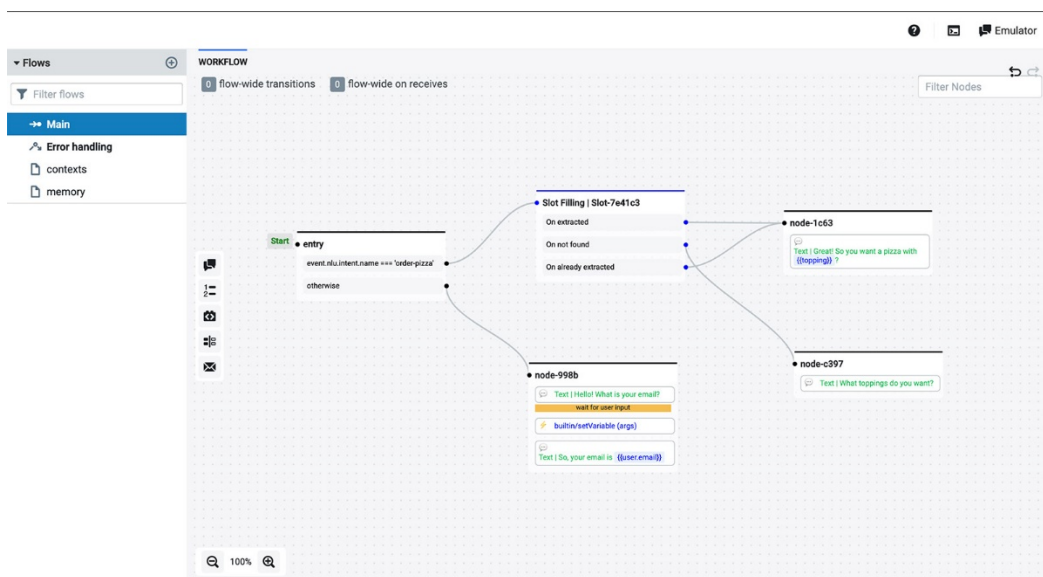 Emulator
Flows
Filter flows
Main
Error handling
contexts
memory
WORKFLOW
0 flow-wide transitions 0 flow-wide on receives
Filter Nodes
Start
entry
event.nlu.intent.name === 'order-pizza'
otherwise
Slot Filling | Slot-7e41c3
On extracted
On not found
On already extracted
node-1c63
Text | Great! So you want a pizza with
{{topping}} ?
node-998b
Text | Hello! What is your email?
wait for user input
builtin/setVariable (args)
Text | So, your email is {{user.email}}
node-c397
Text | What toppings do you want?
100%